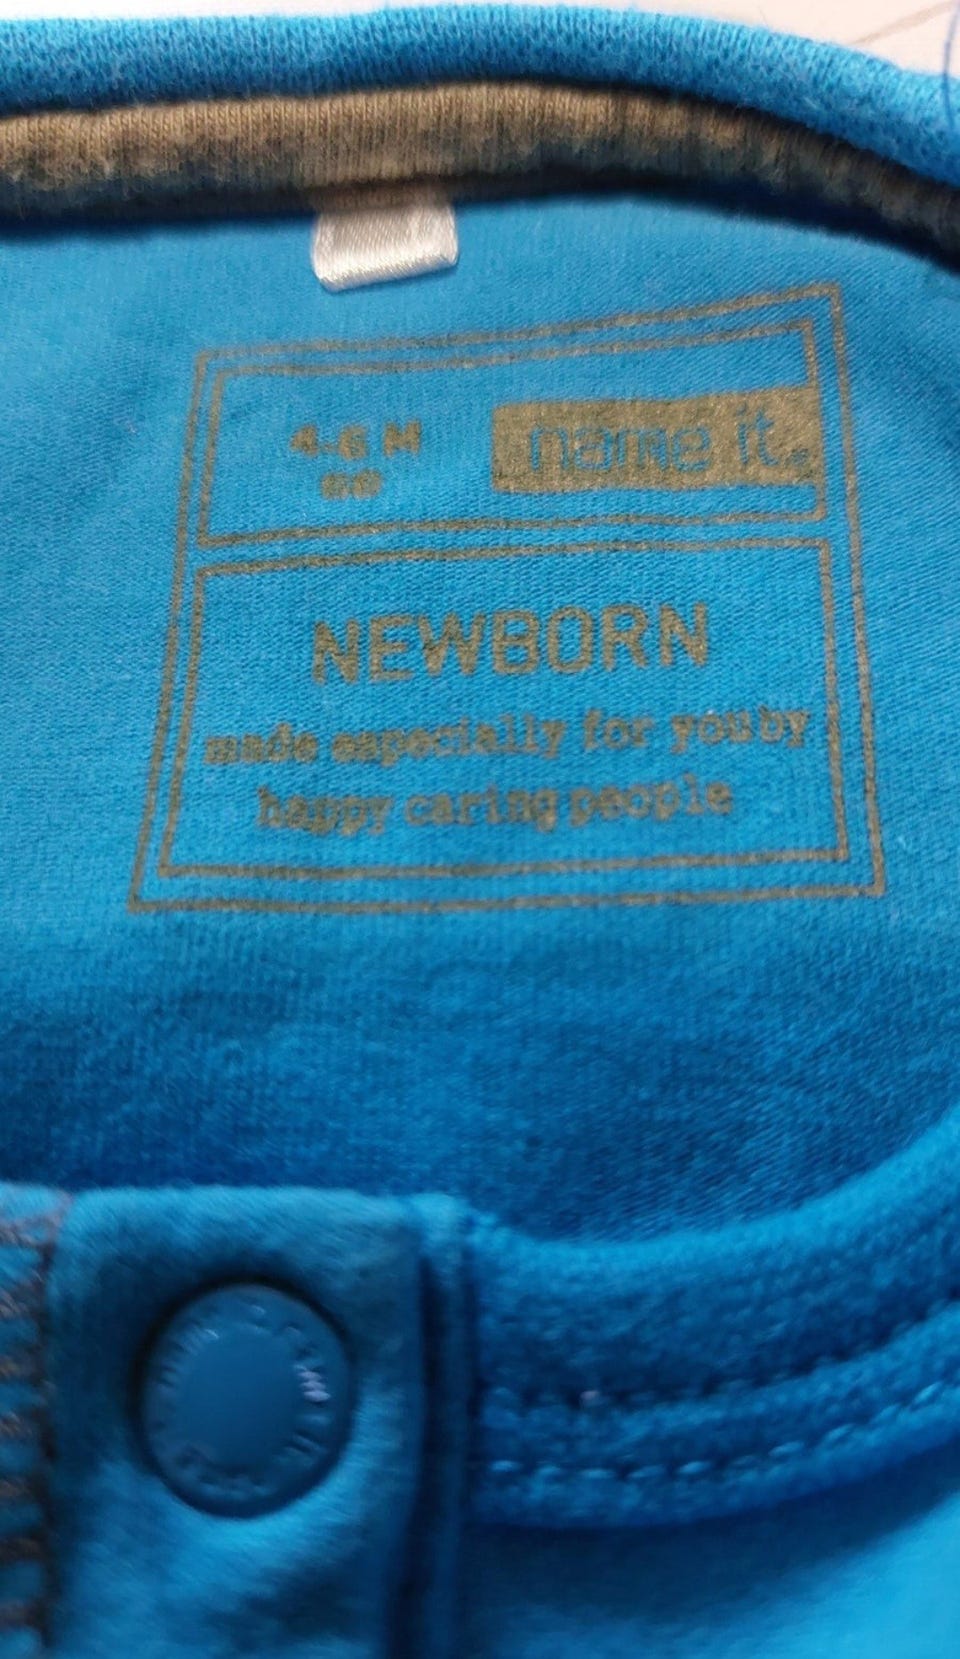 4-6 M
name it.
NEWBORN
made especially for you by
happy caring people